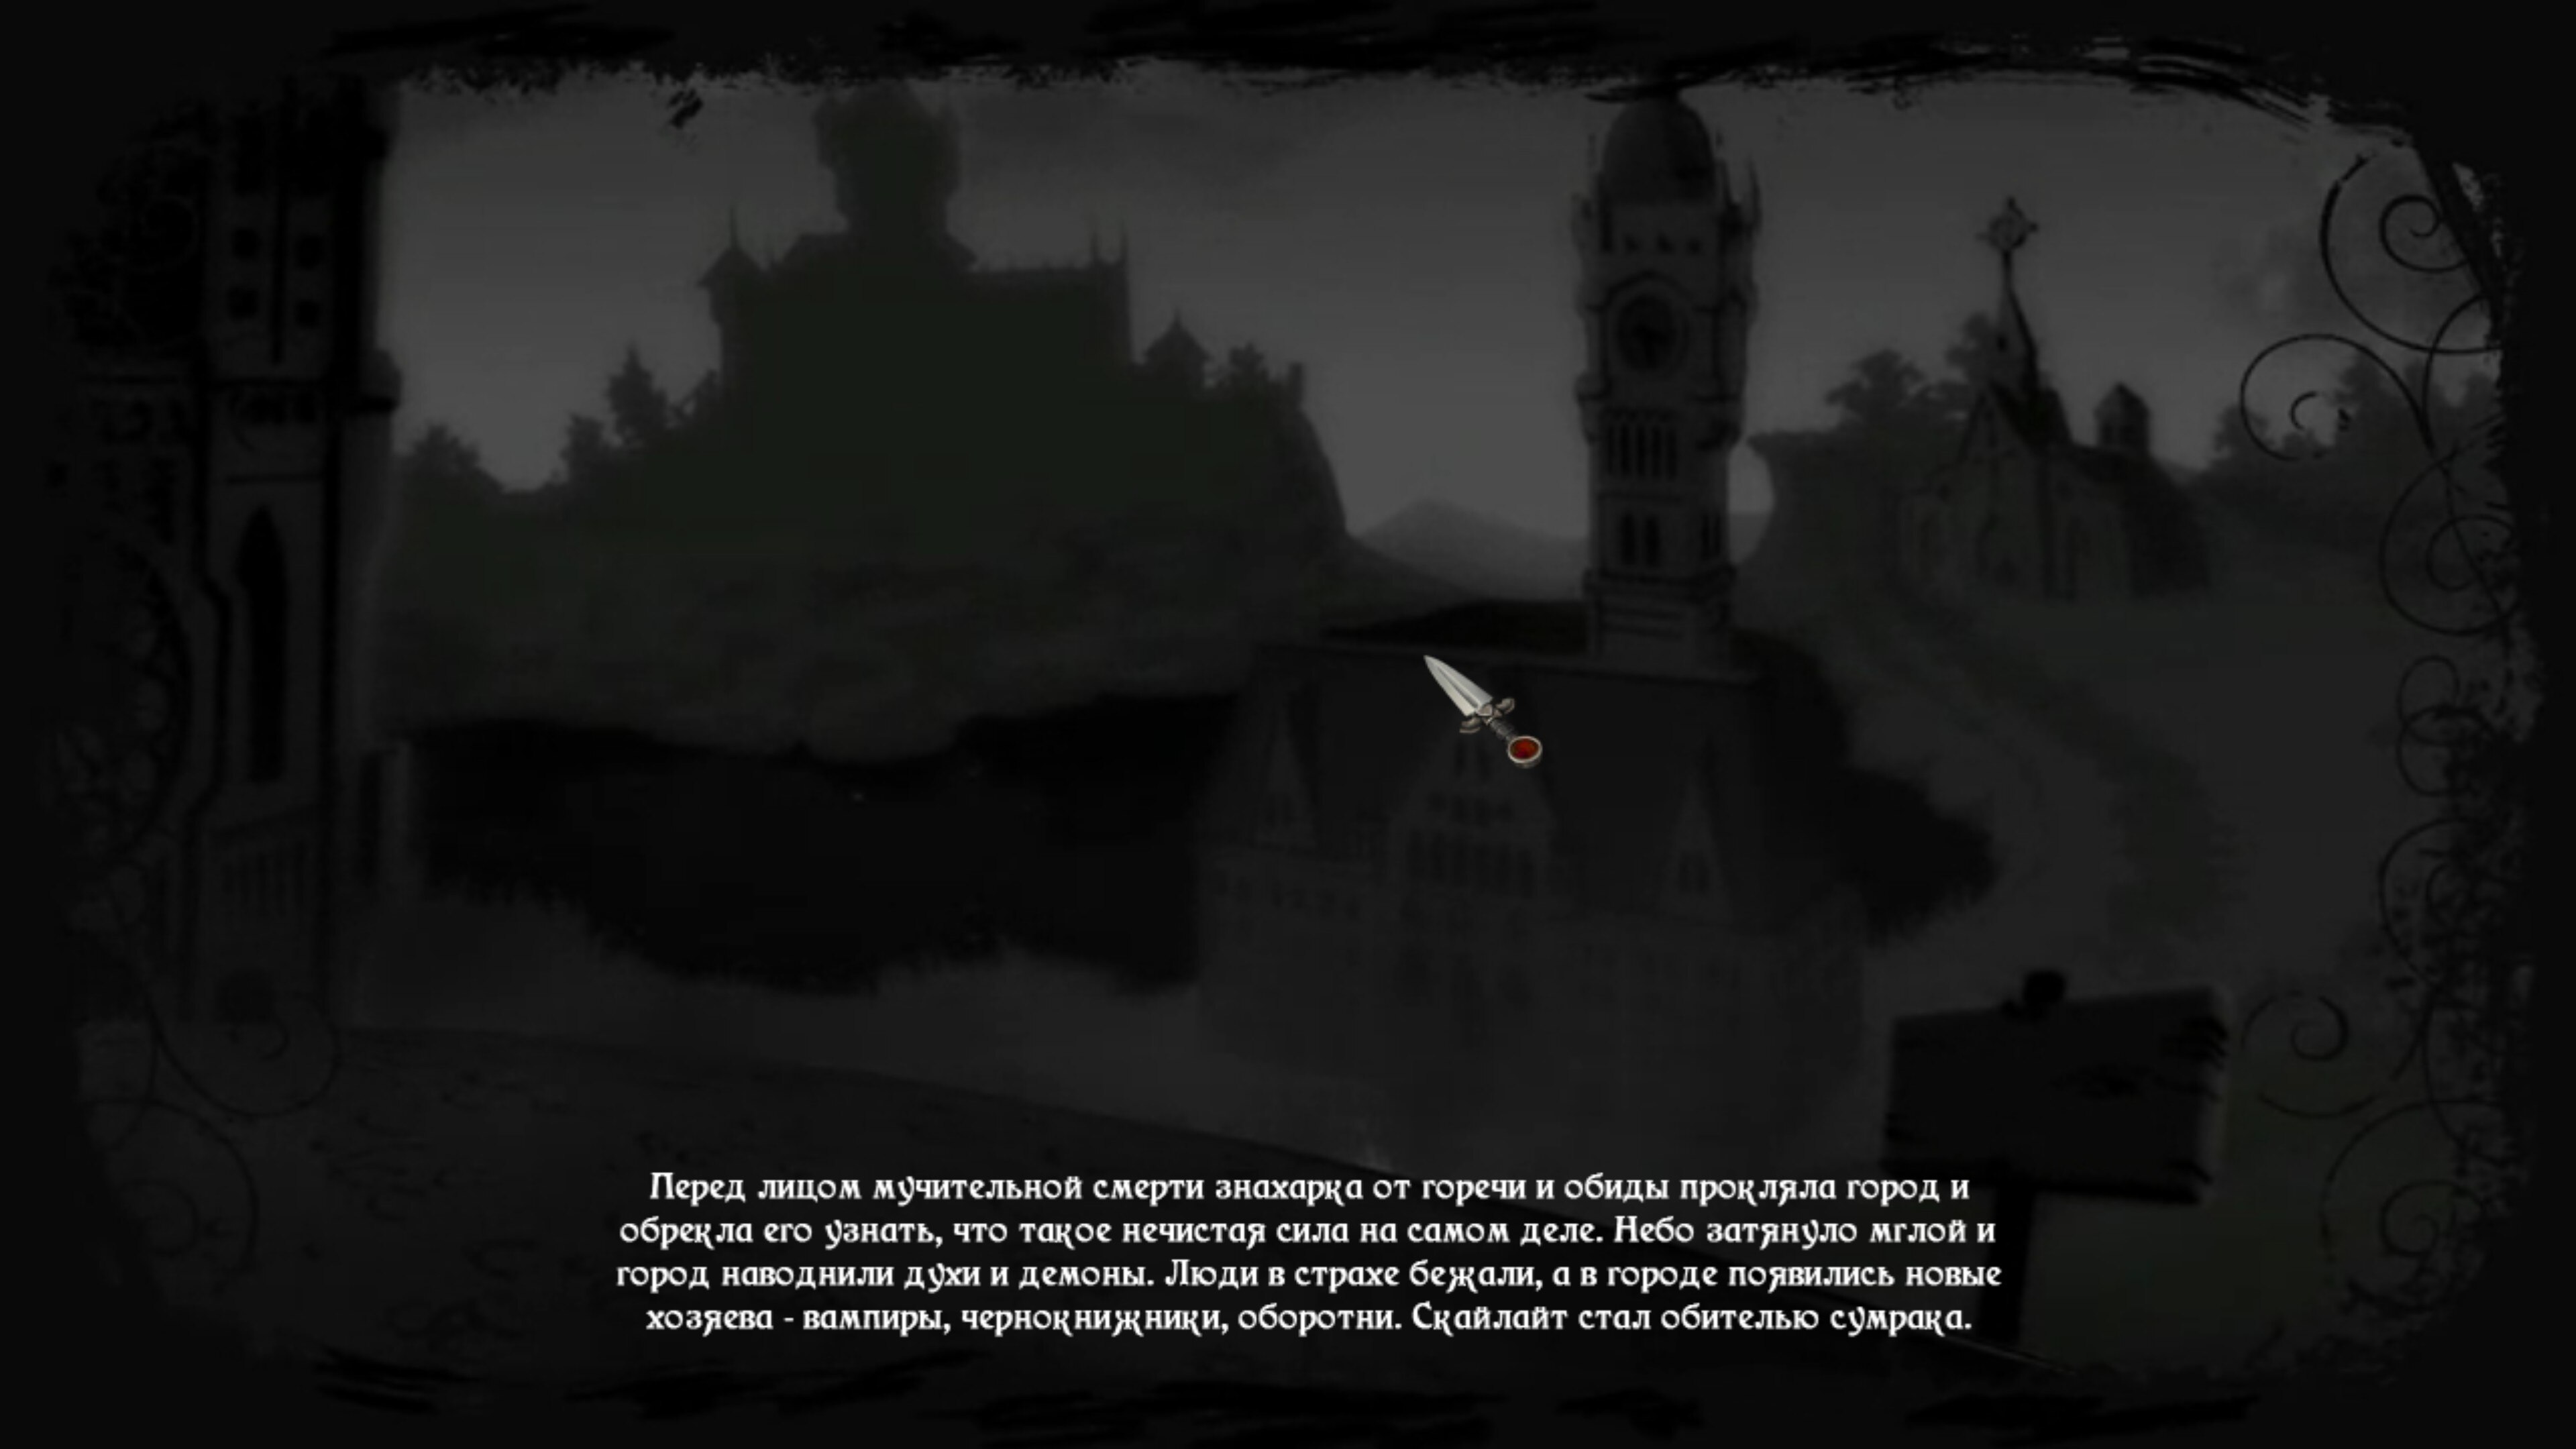 Перед лицом мучительной смерти знахарка от горечи и обиды прокляла город и
обрекла его узнать, что такое нечистая сила на самом деле. Небо затянуло мглой и
город наводнили духи и демоны. Люди в страхе бежали, а в городе появились новые
хозяева - вампиры, чернокнижники, оборотни. Скайлайт стал обителью сумрака.